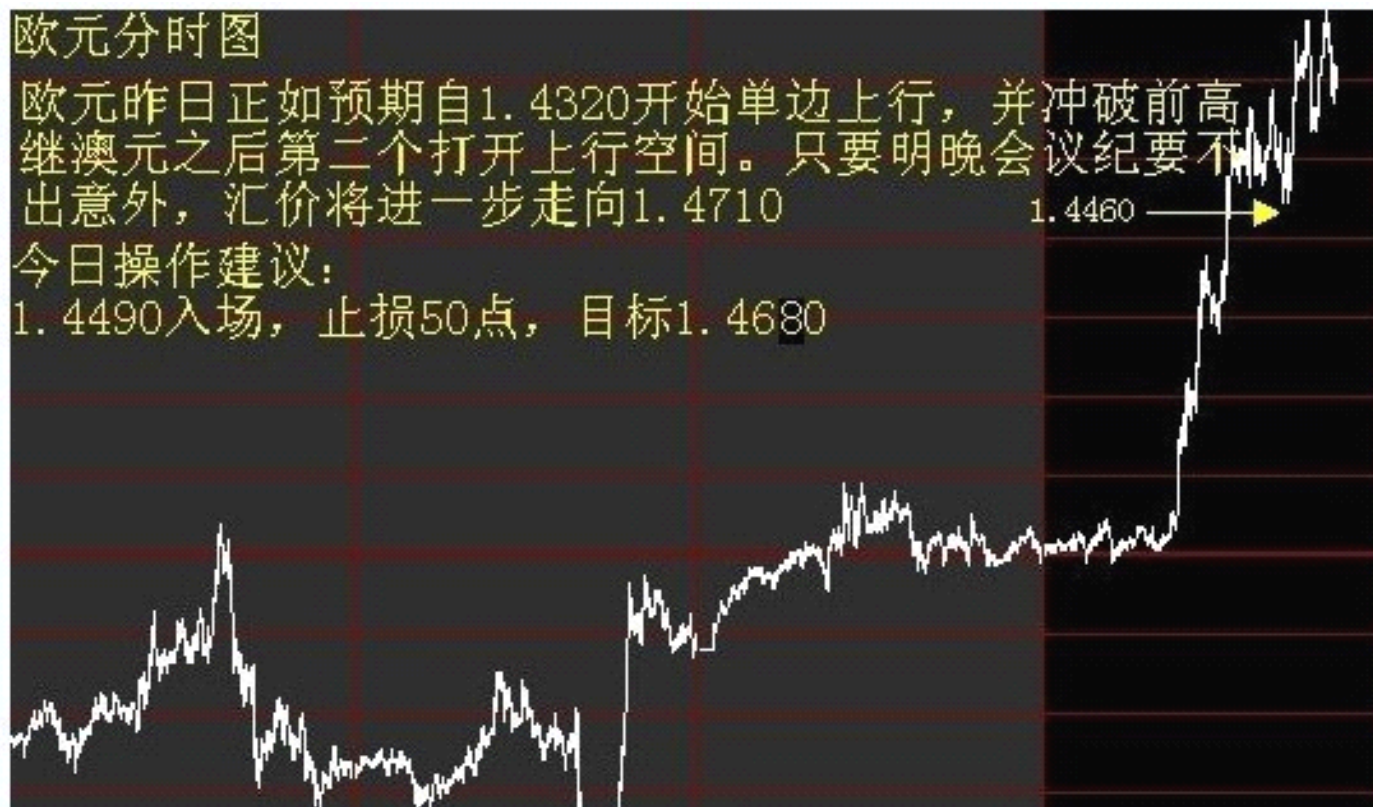 欧元分时图
欧元昨日正如预期自1.4320开始单边上行，并冲破前高
继澳元之后第二个打开上行空间。只要明晚会议纪要不
出意外，汇价将进一步走向1.4710
1.4460
今日操作建议：
1.4490入场，止损50点，目标1.4680